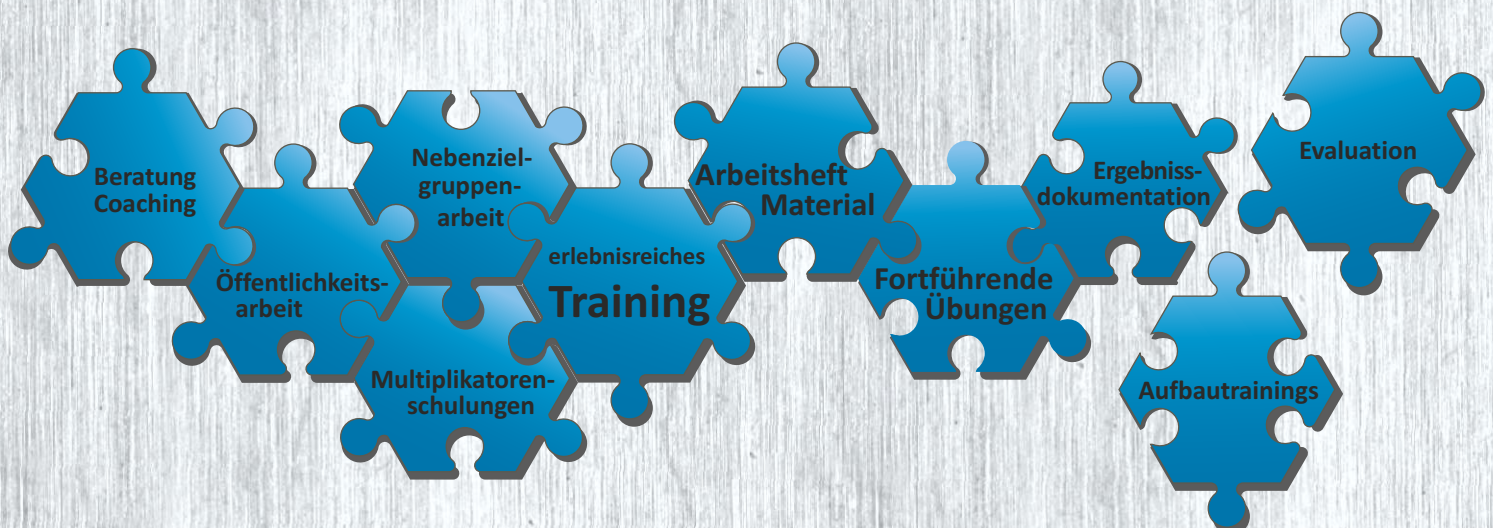 Beratung
Coaching
Öffentlichkeits-
arbeit
Nebenziel-
gruppen-
arbeit
Multiplikatoren-
schulungen
erlebnisreiches
Training
Arbeitsheft
Material
Fortführende
Übungen
Ergebniss-
dokumentation
Aufbautrainings
Evaluation